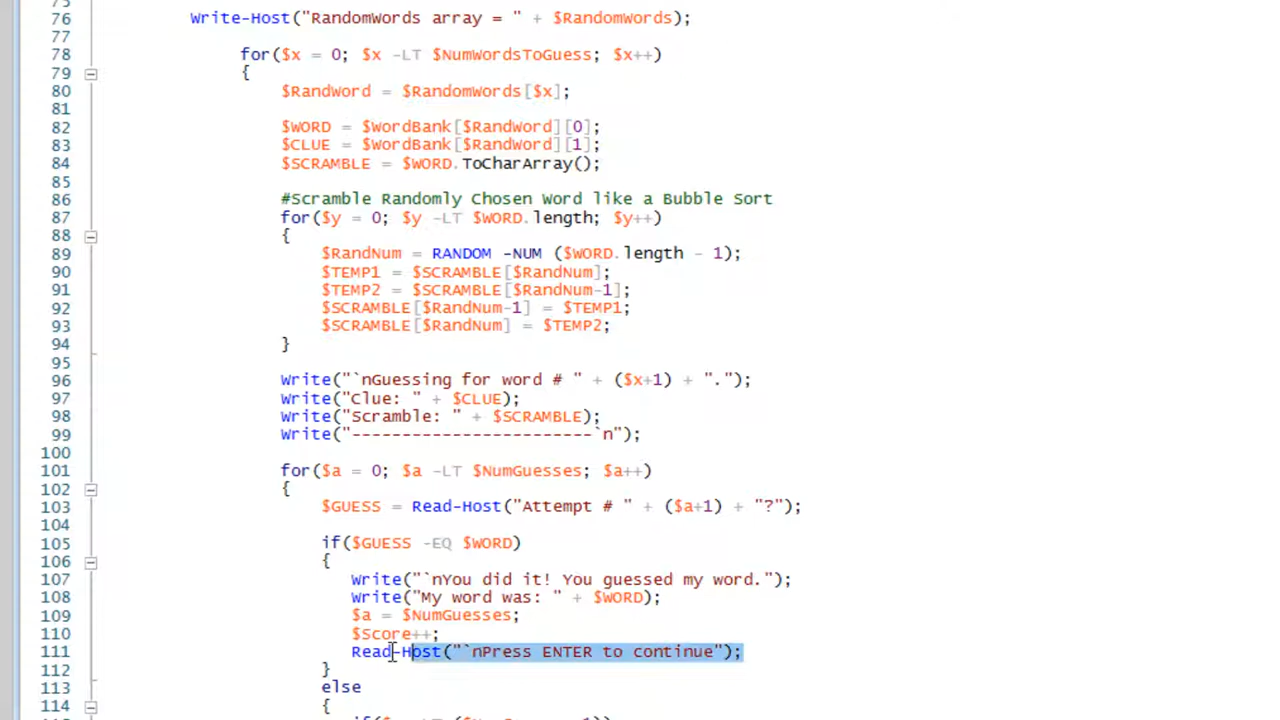 75
76 Write-Host("RandomWords array = " + $RandomWords);
77
78 for($x = 0; $x -LT $NumWordsToGuess; $x++)
79 {
80 $RandWord = $RandomWords[$x];
81
82 $WORD = $WordBank[$RandWord][0];
83 $CLUE = $WordBank[$RandWord][1];
84 $SCRAMBLE = $WORD.ToCharArray();
85
86 #Scramble Randomly Chosen Word like a Bubble Sort
87 for($y = 0; $y -LT $WORD.length; $y++)
88 {
89 $RandNum = RANDOM -NUM ($WORD.length - 1);
90 $TEMP1 = $SCRAMBLE[$RandNum];
91 $TEMP2 = $SCRAMBLE[$RandNum-1];
92 $SCRAMBLE[$RandNum-1] = $TEMP1;
93 $SCRAMBLE[$RandNum] = $TEMP2;
94 }
95
96 Write("`nGuessing for word # " + ($x+1) + ".");
97 Write("Clue: " + $CLUE);
98 Write("Scramble: " + $SCRAMBLE);
99 Write("------------------------`n");
100
101 for($a = 0; $a -LT $NumGuesses; $a++)
102 {
103 $GUESS = Read-Host("Attempt # " + ($a+1) + "?");
104
105 if($GUESS -EQ $WORD)
106 {
107 Write("`nYou did it! You guessed my word.");
108 Write("My word was: " + $WORD);
109 $a = $NumGuesses;
110 $Score++;
111 Read-Host("`nPress ENTER to continue");
112 }
113 else
114 {